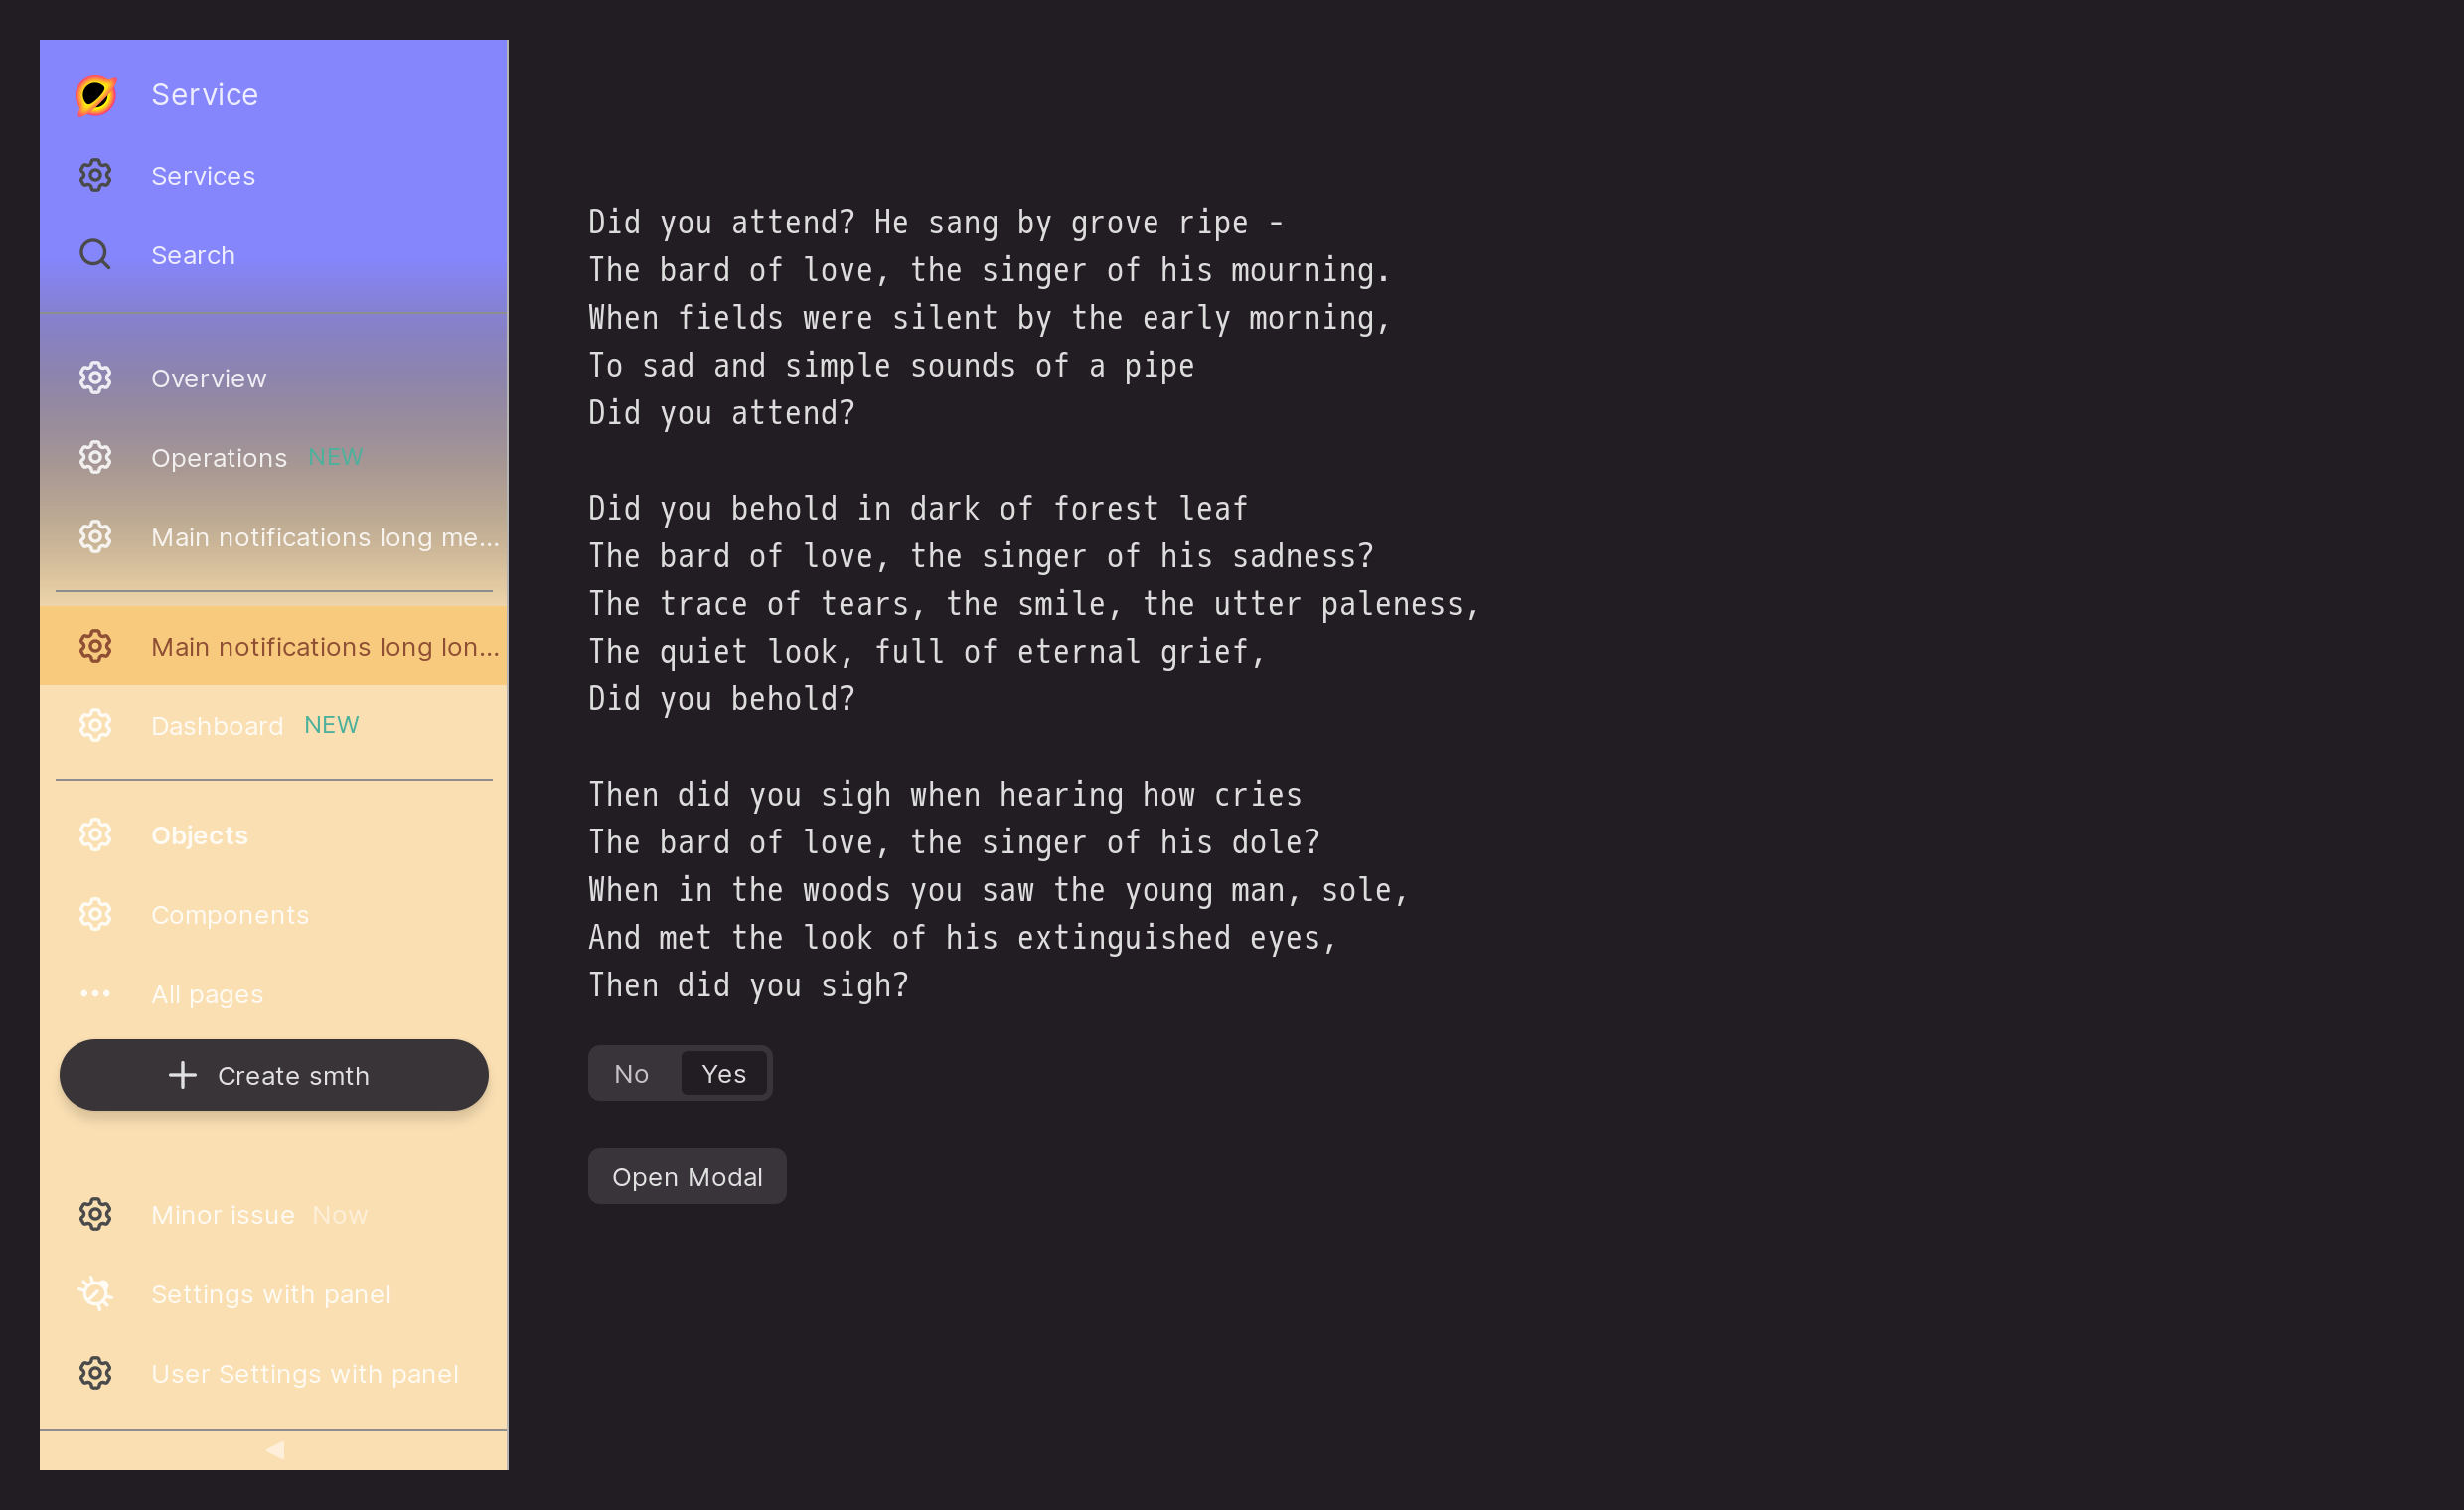 Service
Services
Search
Overview
Operations NEW
Main notifications long me...
Main notifications long lon...
Dashboard NEW
Objects
Components
All pages
Create smth
Minor issue Now
Settings with panel
User Settings with panel
Did you attend? He sang by grove ripe -
The bard of love, the singer of his mourning.
When fields were silent by the early morning,
To sad and simple sounds of a pipe
Did you attend?
Did you behold in dark of forest leaf
The bard of love, the singer of his sadness?
The trace of tears, the smile, the utter paleness,
The quiet look, full of eternal grief,
Did you behold?
Then did you sigh when hearing how cries
The bard of love, the singer of his dole?
When in the woods you saw the young man, sole,
And met the look of his extinguished eyes,
Then did you sigh?
No Yes
Open Modal